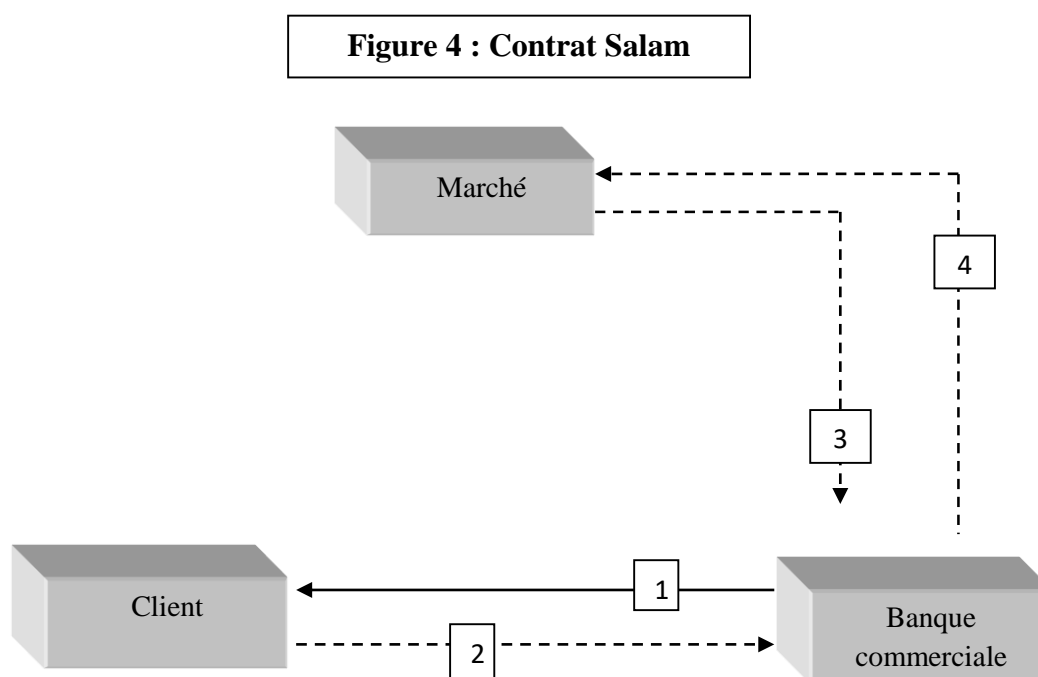 Figure 4 : Contrat Salam
Marché
4
3
Client
1
2
Banque
commerciale